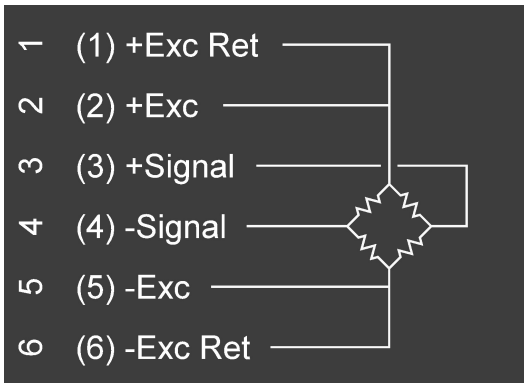 1 (1) +Exc Ret
2 (2) +Exc
3 (3) +Signal
4 (4) -Signal
5 (5) -Exc
6 (6) -Exc Ret